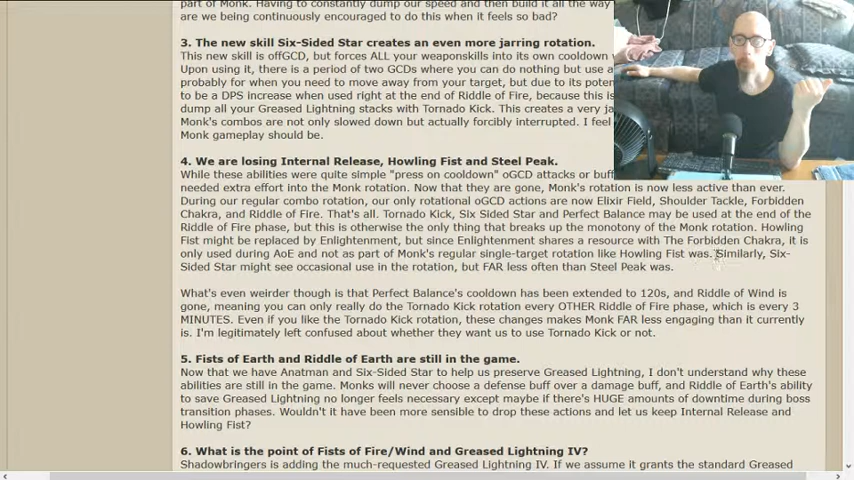 part of Monk. Having to constantly dump our speed and then build it all the way
are we being continuously encouraged to do this when it feels so bad?
3. The new skill Six-Sided Star creates an even more jarring rotation.
This new skill is offGCD, but forces ALL your weaponskills into its own cooldown
Upon using it, there is a period of two GCDs where you can do nothing but use a
probably for when you need to move away from your target, but due to its poten
to be a DPS increase when used right at the end of Riddle of Fire, because this is
dump all your Greased Lightning stacks with Tornado Kick. This creates a very ja
Monk's combos are not only slowed down but actually forcibly interrupted. I feel
Monk gameplay should be.
4. We are losing Internal Release, Howling Fist and Steel Peak.
While these abilities were quite simple "press on cooldown" oGCD attacks or buff
needed extra effort into the Monk rotation. Now that they are gone, Monk's rotation is now less active than ever.
During our regular combo rotation, our only rotational oGCD actions are now Elixir Field, Shoulder Tackle, Forbidden
Chakra, and Riddle of Fire. That's all. Tornado Kick, Six Sided Star and Perfect Balance may be used at the end of the
Riddle of Fire phase, but this is otherwise the only thing that breaks up the monotony of the Monk rotation. Howling
Fist might be replaced by Enlightenment, but since Enlightenment shares a resource with The Forbidden Chakra, it is
only used during AoE and not as part of Monk's regular single-target rotation like Howling Fist was. Similarly, Six-
Sided Star might see occasional use in the rotation, but FAR less often than Steel Peak was.
What's even weirder though is that Perfect Balance's cooldown has been extended to 120s, and Riddle of Wind is
gone, meaning you can only really do the Tornado Kick rotation every OTHER Riddle of Fire phase, which is every 3
MINUTES. Even if you like the Tornado Kick rotation, these changes makes Monk FAR less engaging than it currently
is. I'm legitimately left confused about whether they want us to use Tornado Kick or not.
5. Fists of Earth and Riddle of Earth are still in the game.
Now that we have Anatman and Six-Sided Star to help us preserve Greased Lightning, I don't understand why these
abilities are still in the game. Monks will never choose a defense buff over a damage buff, and Riddle of Earth's ability
to save Greased Lightning no longer feels necessary except maybe if there's HUGE amounts of downtime during boss
transition phases. Wouldn't it have been more sensible to drop these actions and let us keep Internal Release and
Howling Fist?
6. What is the point of Fists of Fire/Wind and Greased Lightning IV?
Shadowbringers is adding the much-requested Greased Lightning IV. If we assume it grants the standard Greased